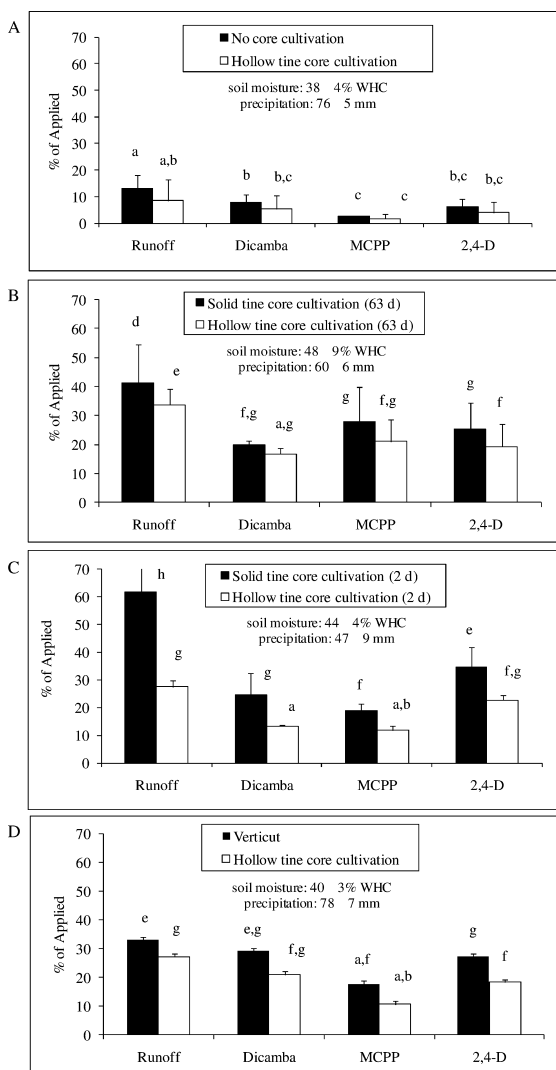 A
70
60
50
40
30
20
10
0
% of Applied
No core cultivation
Hollow tine core cultivation
soil moisture: 38 4% WHC
precipitation: 76 5 mm
a
a,b
b
b,c
c
c
b,c
b,c
Runoff
Dicamba
MCPP
2,4-D
B
70
60
50
40
30
20
10
0
% of Applied
Solid tine core cultivation (63 d)
Hollow tine core cultivation (63 d)
soil moisture: 48 9% WHC
precipitation: 60 6 mm
d
e
f,g
a,g
g
f,g
g
f
Runoff
Dicamba
MCPP
2,4-D
C
70
60
50
40
30
20
10
0
% of Applied
Solid tine core cultivation (2 d)
Hollow tine core cultivation (2 d)
soil moisture: 44 4% WHC
precipitation: 47 9 mm
h
g
g
a
f
a,b
e
f,g
Runoff
Dicamba
MCPP
2,4-D
D
70
60
50
40
30
20
10
0
% of Applied
Verticut
Hollow tine core cultivation
soil moisture: 40 3% WHC
precipitation: 78 7 mm
e
g
e,g
f,g
a,f
a,b
g
f
Runoff
Dicamba
MCPP
2,4-D